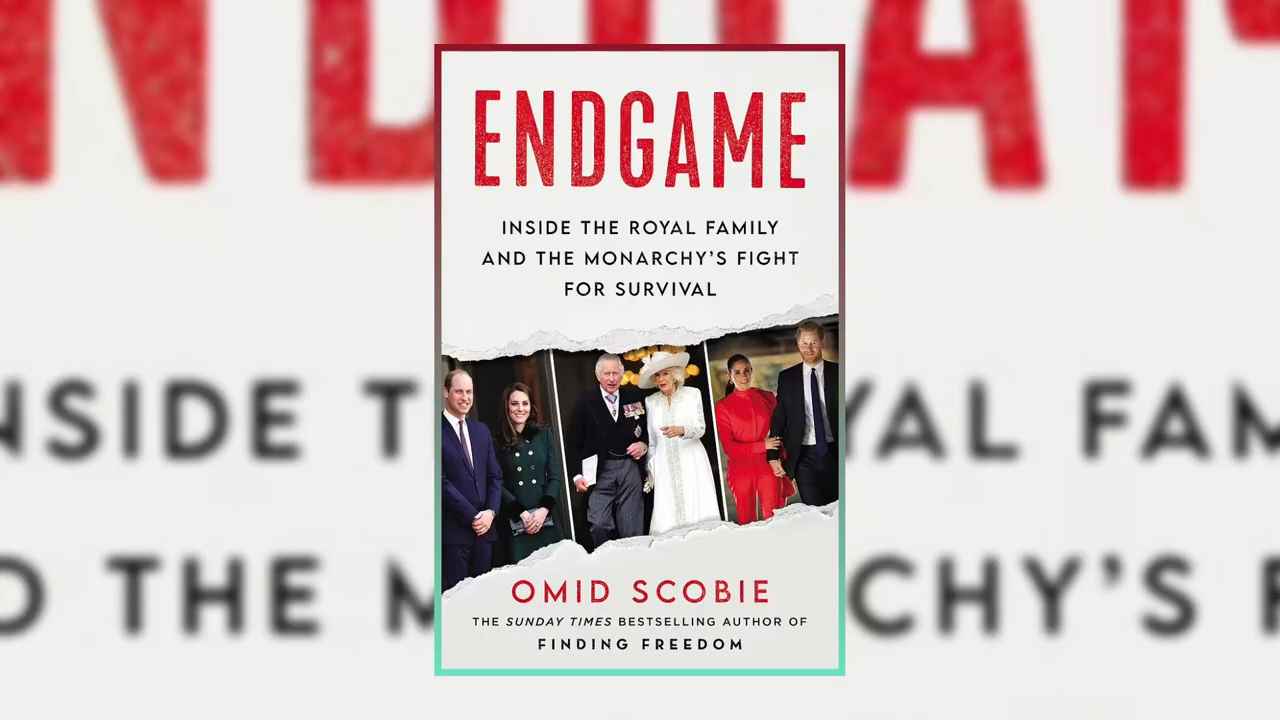 ENDGAME
INSIDE THE ROYAL FAMILY
AND THE MONARCHY'S FIGHT
FOR SURVIVAL
OMID SCOBIE
THE SUNDAY TIMES BESTSELLING AUTHOR OF
FINDING FREEDOM